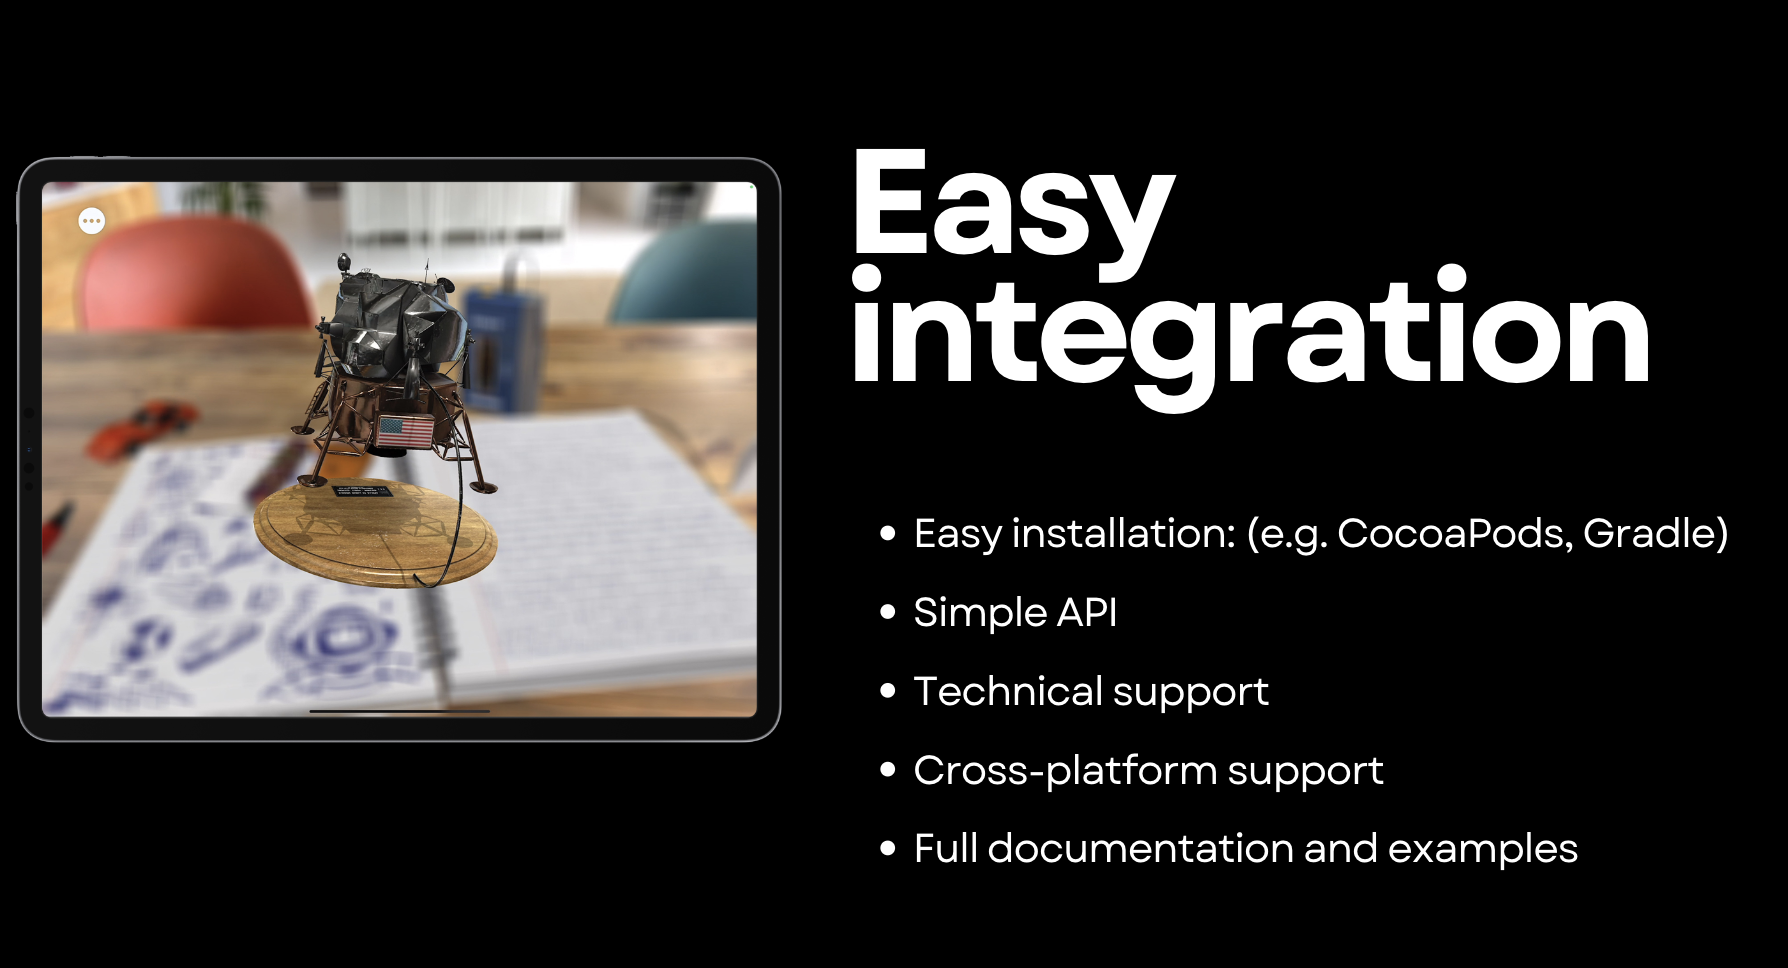 Easy
integration
Easy installation: (e.g. CocoaPods, Gradle)
Simple API
Technical support
Cross-platform support
Full documentation and examples